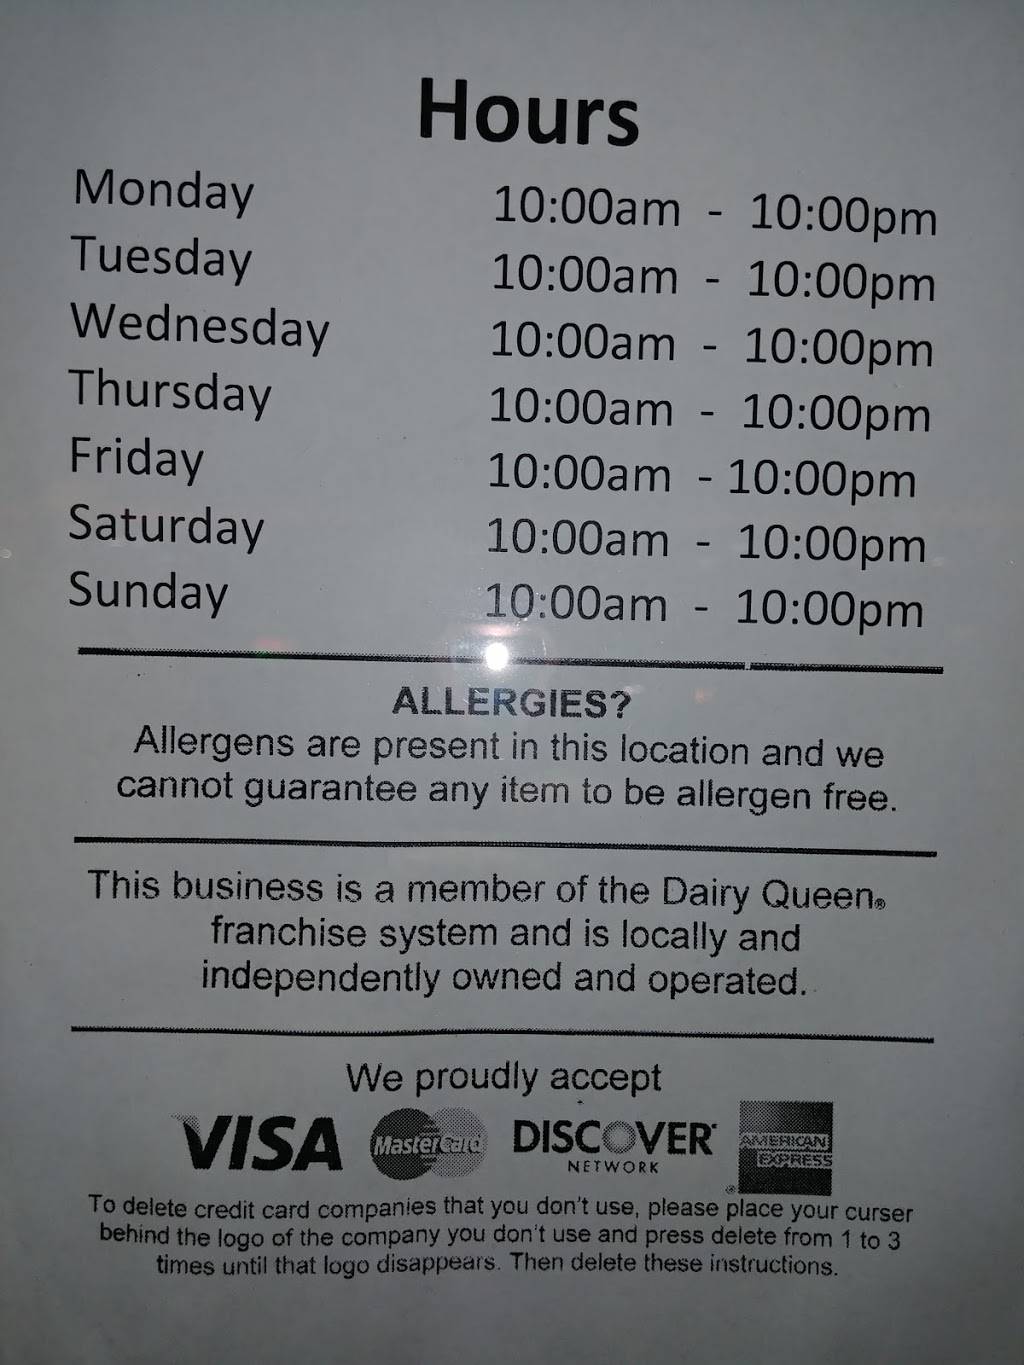 Hours
Monday 10:00am - 10:00pm
Tuesday 10:00am - 10:00pm
Wednesday 10:00am - 10:00pm
Thursday 10:00am - 10:00pm
Friday 10:00am - 10:00pm
Saturday 10:00am - 10:00pm
Sunday 10:00am - 10:00pm
ALLERGIES?
Allergens are present in this location and we
cannot guarantee any item to be allergen free.
This business is a member of the Dairy Queen®
franchise system and is locally and
independently owned and operated.
We proudly accept
VISA MasterCard DISCOVER NETWORK AMERICAN EXPRESS®
To delete credit card companies that you don't use, please place your curser
behind the logo of the company you don't use and press delete from 1 to 3
times until that logo disappears. Then delete these instructions.